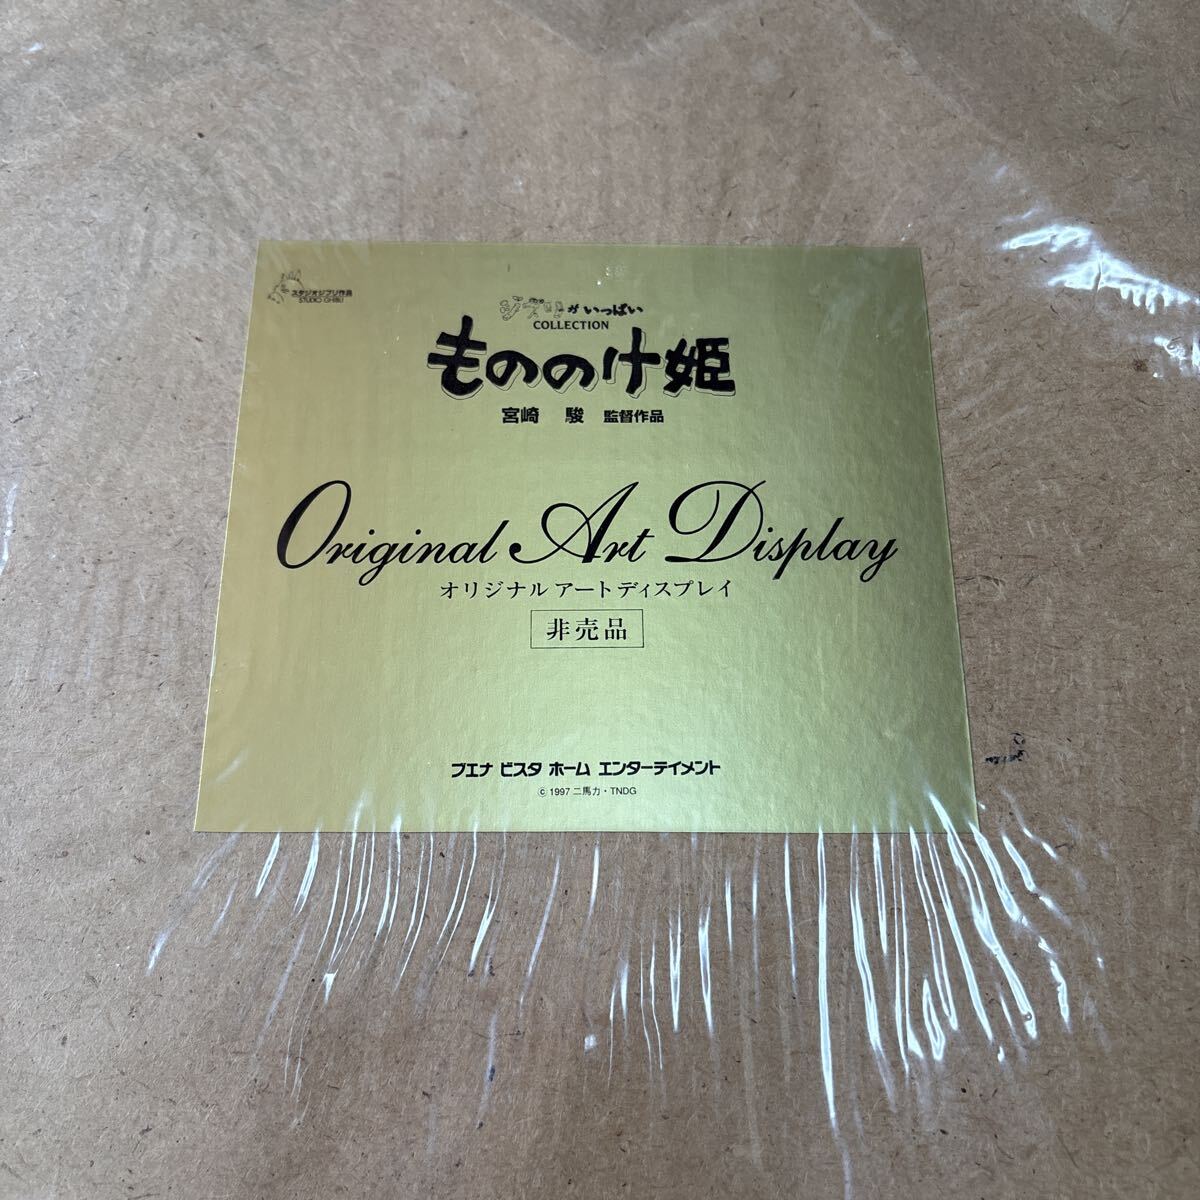 スタジオジブリ作品
STUDIO GHIBLI
ジブリがいっぱい
COLLECTION
もののけ姫
宮崎 駿 監督作品
Original Art Display
オリジナル アート ディスプレイ
非売品
ブエナ ビスタ ホーム エンターテイメント
© 1997 二馬力・TNDG